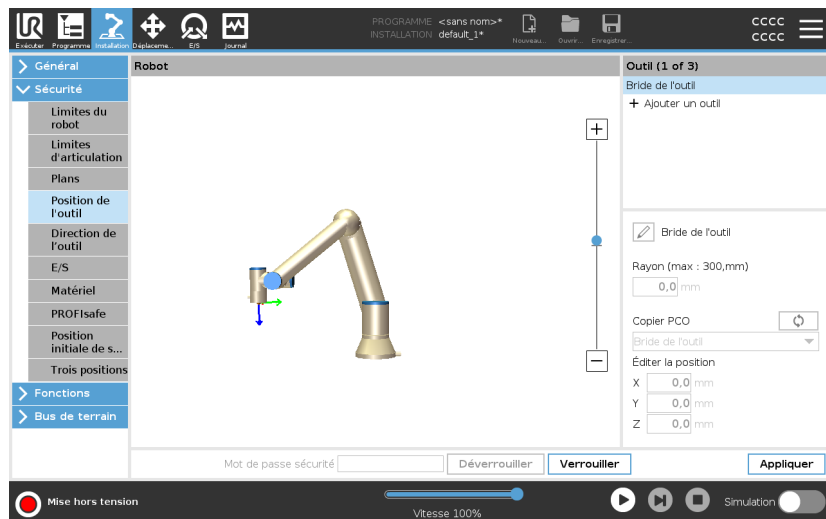 UR
PROGRAMME <sans nom>*
INSTALLATION default_1*
Exécuter
Programme
Installation
Déplaceme...
E/S
Journal
Nouveau...
Ouvrir...
Enregistrer...
CCCC
CCCC
Général
Sécurité
Limites du
robot
Limites
d'articulation
Plans
Position de
l'outil
Direction de
l'outil
E/S
Matériel
PROFIsafe
Position
initiale de s...
Trois positions
Fonctions
Bus de terrain
Robot
Outil (1 of 3)
Bride de l'outil
+ Ajouter un outil
Bride de l'outil
Rayon (max : 300,mm)
0,0 mm
Copier PCO
Bride de l'outil
Éditer la position
X 0,0 mm
Y 0,0 mm
Z 0,0 mm
Mot de passe sécurité
Déverrouiller
Verrouiller
Appliquer
Mise hors tension
Vitesse 100%
Simulation